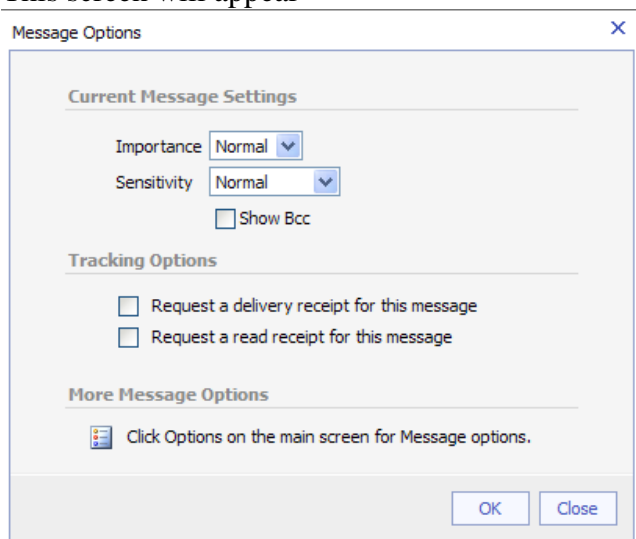 This screen will appear
Message Options
Current Message Settings
Importance Normal
Sensitivity Normal
Show Bcc
Tracking Options
Request a delivery receipt for this message
Request a read receipt for this message
More Message Options
Click Options on the main screen for Message options.
OK Close